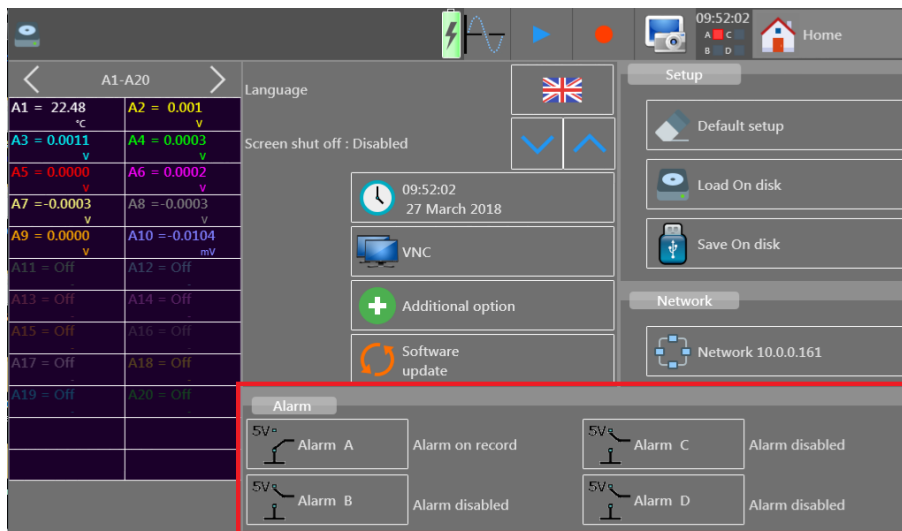 09:52:02
A C
B D
Home
A1-A20
A1 = 22.48
°C
A2 = 0.001
V
A3 = 0.0011
V
A4 = 0.0003
V
A5 = 0.0000
V
A6 = 0.0002
V
A7 =-0.0003
V
A8 =-0.0003
V
A9 = 0.0000
V
A10 =-0.0104
mV
A11 = Off
A12 = Off
A13 = Off
A14 = Off
A15 = Off
A16 = Off
A17 = Off
A18 = Off
A19 = Off
A20 = Off
Language
Screen shut off : Disabled
09:52:02
27 March 2018
VNC
Additional option
Software
update
Setup
Default setup
Load On disk
Save On disk
Network
Network 10.0.0.161
Alarm
5V
Alarm A
Alarm on record
5V
Alarm C
Alarm disabled
5V
Alarm B
Alarm disabled
5V
Alarm D
Alarm disabled